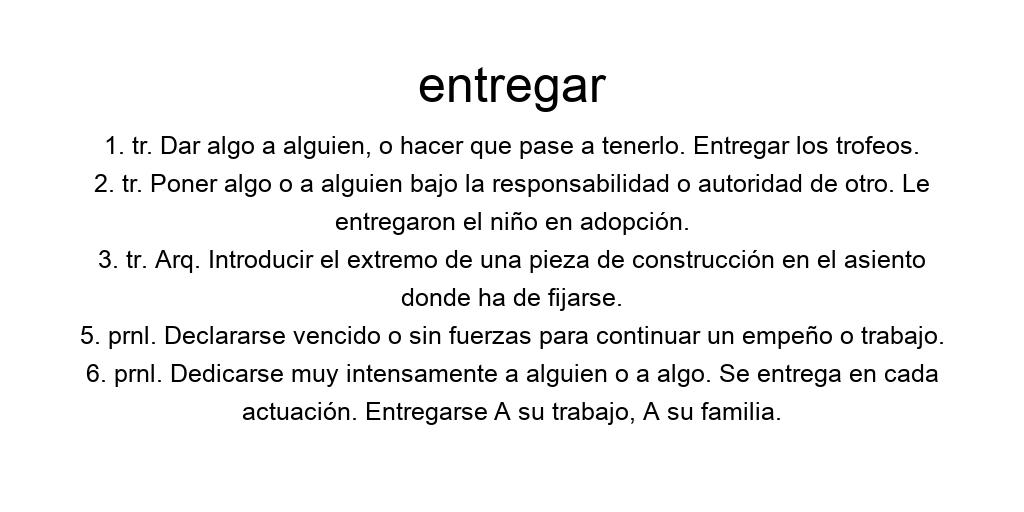 entregar
1. tr. Dar algo a alguien, o hacer que pase a tenerlo. Entregar los trofeos.
2. tr. Poner algo o a alguien bajo la responsabilidad o autoridad de otro. Le
entregaron el niño en adopción.
3. tr. Arq. Introducir el extremo de una pieza de construcción en el asiento
donde ha de fijarse.
5. prnl. Declararse vencido o sin fuerzas para continuar un empeño o trabajo.
6. prnl. Dedicarse muy intensamente a alguien o a algo. Se entrega en cada
actuación. Entregarse A su trabajo, A su familia.